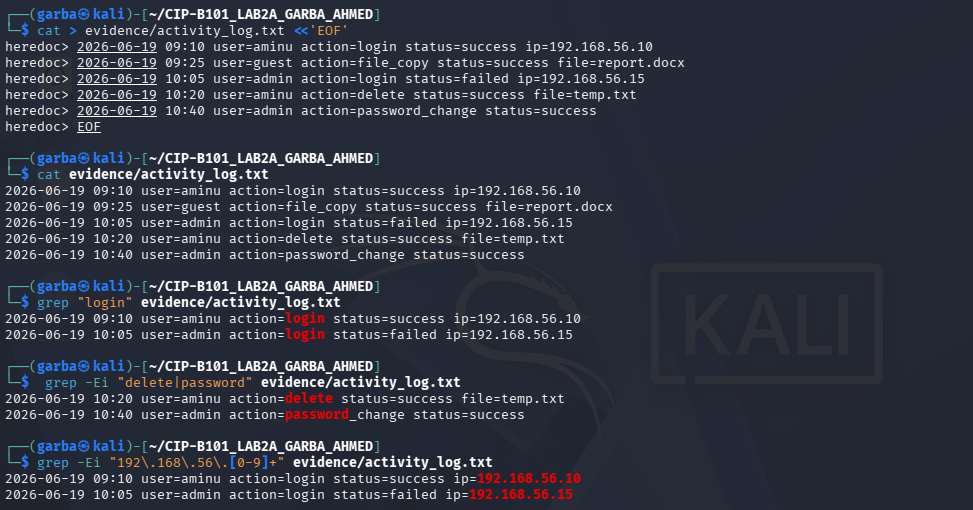 ┌──(garba㉿kali)-[~/CIP-B101_LAB2A_GARBA_AHMED]
└─$ cat > evidence/activity_log.txt <<'EOF'
heredoc> 2026-06-19 09:10 user=aminu action=login status=success ip=192.168.56.10
heredoc> 2026-06-19 09:25 user=guest action=file_copy status=success file=report.docx
heredoc> 2026-06-19 10:05 user=admin action=login status=failed ip=192.168.56.15
heredoc> 2026-06-19 10:20 user=aminu action=delete status=success file=temp.txt
heredoc> 2026-06-19 10:40 user=admin action=password_change status=success
heredoc> EOF
┌──(garba㉿kali)-[~/CIP-B101_LAB2A_GARBA_AHMED]
└─$ cat evidence/activity_log.txt
2026-06-19 09:10 user=aminu action=login status=success ip=192.168.56.10
2026-06-19 09:25 user=guest action=file_copy status=success file=report.docx
2026-06-19 10:05 user=admin action=login status=failed ip=192.168.56.15
2026-06-19 10:20 user=aminu action=delete status=success file=temp.txt
2026-06-19 10:40 user=admin action=password_change status=success
┌──(garba㉿kali)-[~/CIP-B101_LAB2A_GARBA_AHMED]
└─$ grep "login" evidence/activity_log.txt
2026-06-19 09:10 user=aminu action=login status=success ip=192.168.56.10
2026-06-19 10:05 user=admin action=login status=failed ip=192.168.56.15
┌──(garba㉿kali)-[~/CIP-B101_LAB2A_GARBA_AHMED]
└─$  grep -Ei "delete|password" evidence/activity_log.txt
2026-06-19 10:20 user=aminu action=delete status=success file=temp.txt
2026-06-19 10:40 user=admin action=password_change status=success
┌──(garba㉿kali)-[~/CIP-B101_LAB2A_GARBA_AHMED]
└─$ grep -Ei "192\.168\.56\.[0-9]+" evidence/activity_log.txt
2026-06-19 09:10 user=aminu action=login status=success ip=192.168.56.10
2026-06-19 10:05 user=admin action=login status=failed ip=192.168.56.15
KALI